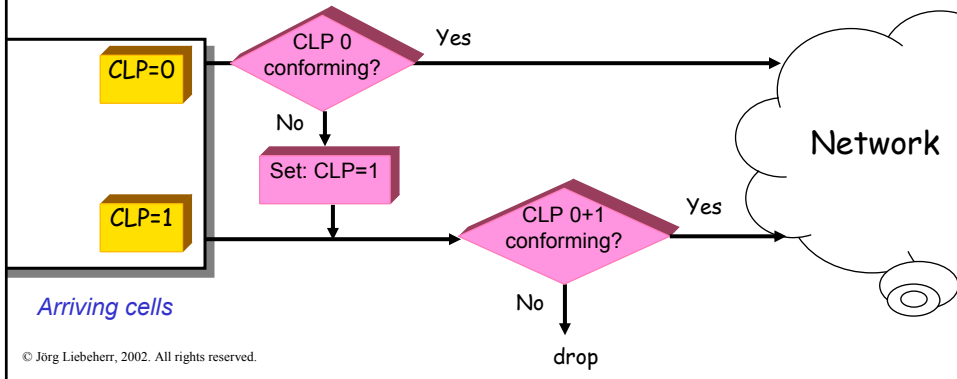 CLP=0
CLP 0
conforming?
Yes
No
Set: CLP=1
Network
CLP=1
CLP 0+1
conforming?
Yes
No
drop
Arriving cells
© Jörg Liebeherr, 2002. All rights reserved.